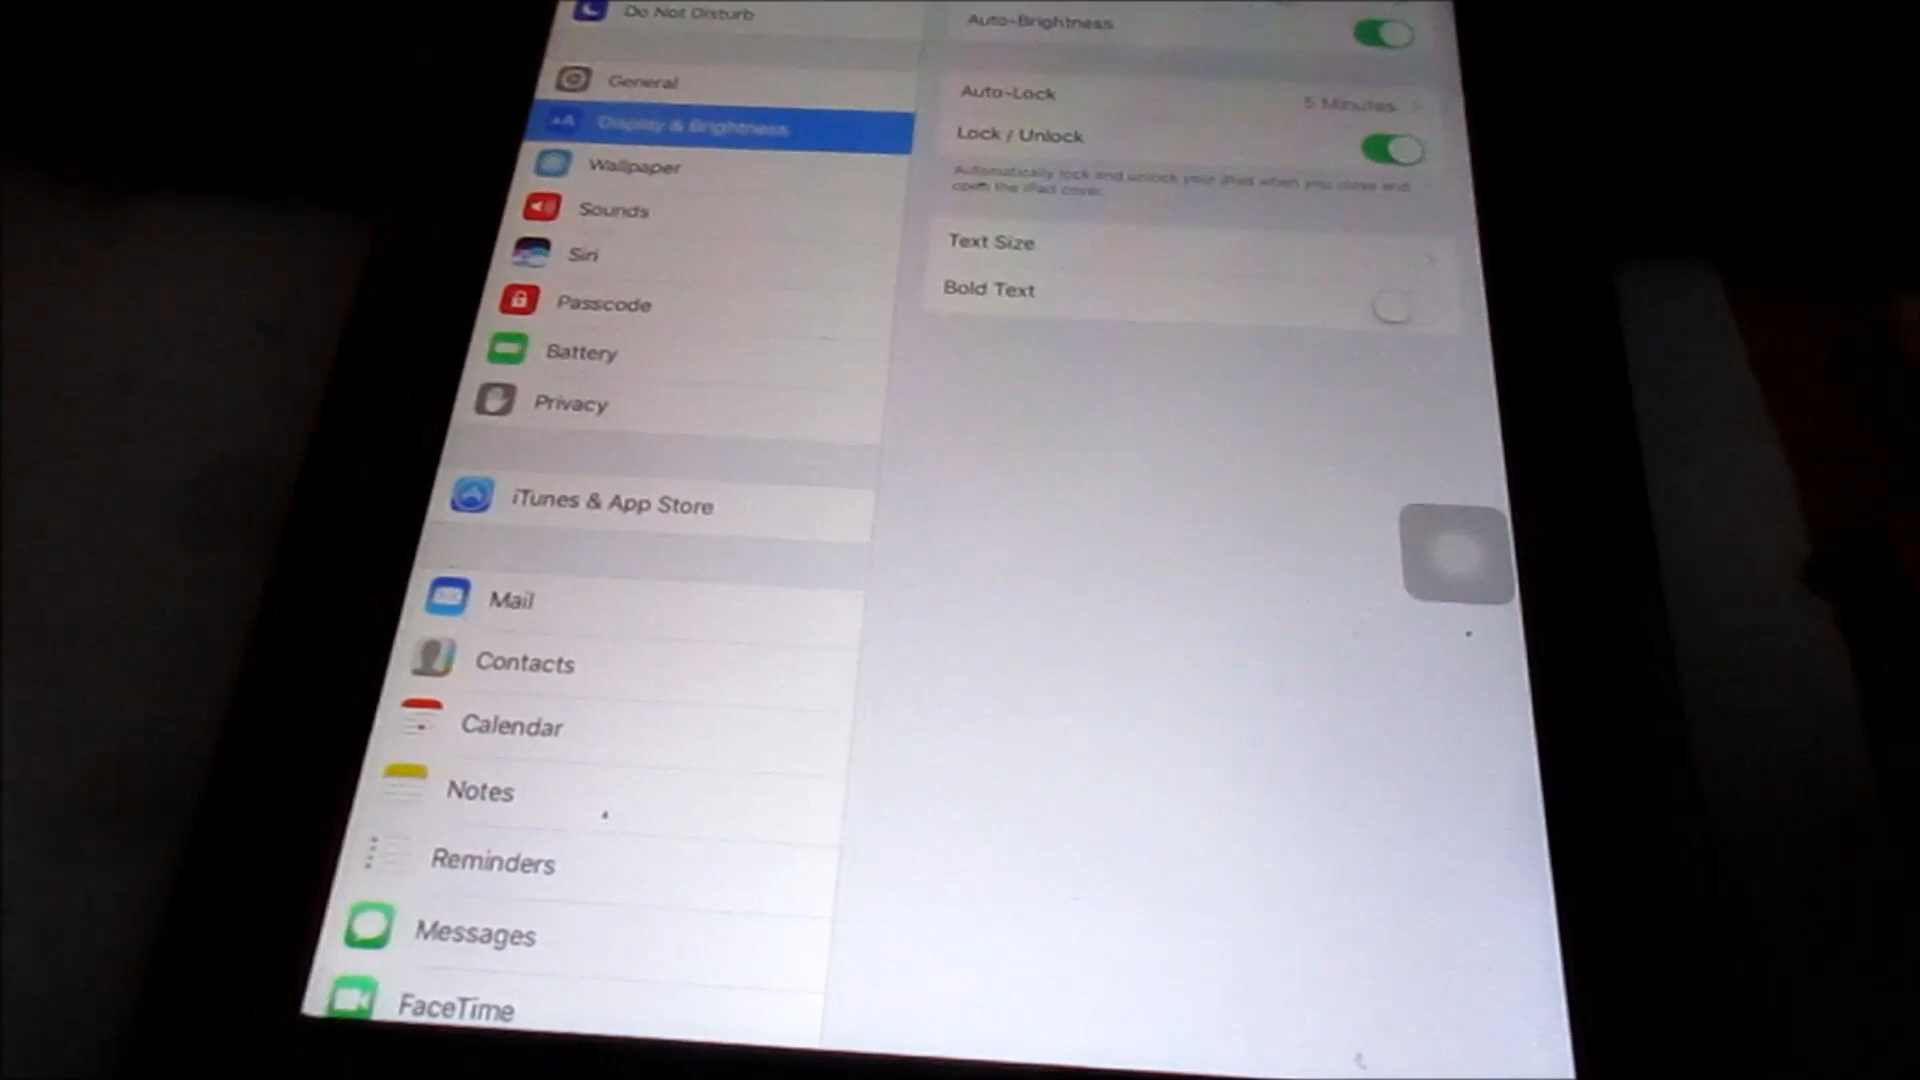 Do Not Disturb
General
AA
Display & Brightness
Wallpaper
Sounds
Siri
Passcode
Battery
Privacy
iTunes & App Store
Mail
Contacts
Calendar
Notes
Reminders
Messages
FaceTime
Auto-Brightness
Auto-Lock
5 Minutes
Lock / Unlock
Automatically lock and unlock your iPad when you close and
open the iPad cover.
Text Size
Bold Text